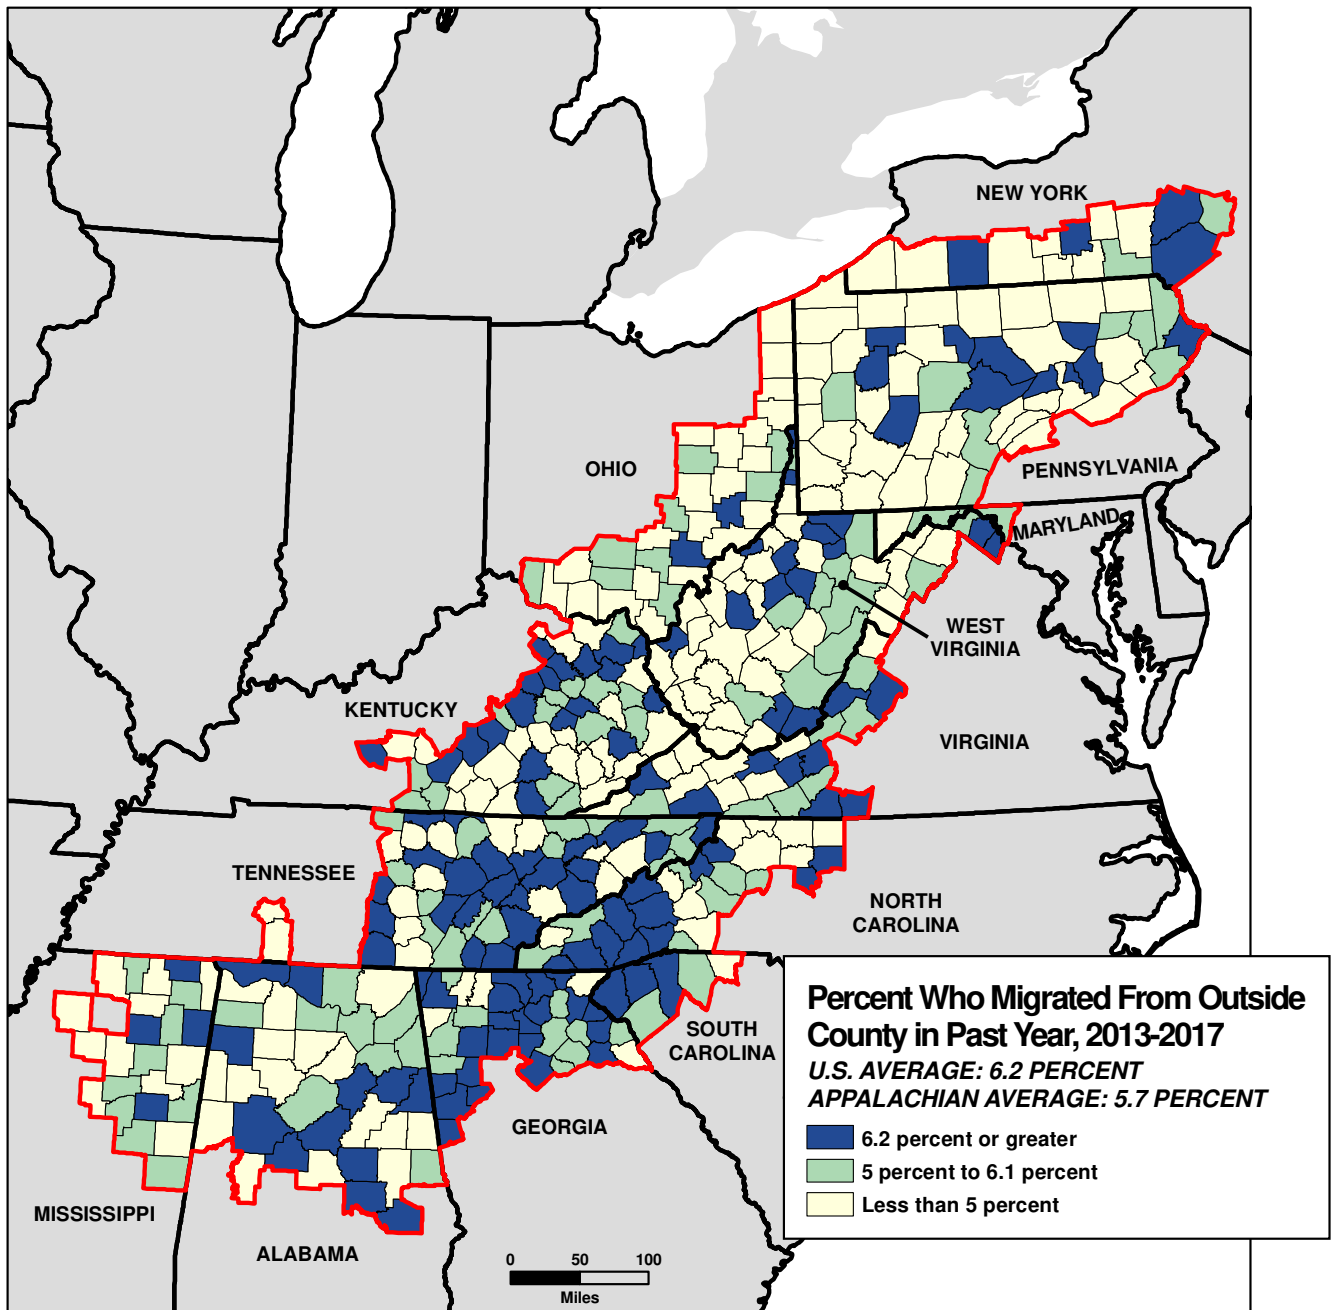 NEW YORK
OHIO
PENNSYLVANIA
MARYLAND
WEST
VIRGINIA
KENTUCKY
VIRGINIA
TENNESSEE
NORTH
CAROLINA
SOUTH
CAROLINA
GEORGIA
MISSISSIPPI
ALABAMA
Percent Who Migrated From Outside
County in Past Year, 2013-2017
U.S. AVERAGE: 6.2 PERCENT
APPALACHIAN AVERAGE: 5.7 PERCENT
6.2 percent or greater
5 percent to 6.1 percent
Less than 5 percent
0 50 100
Miles